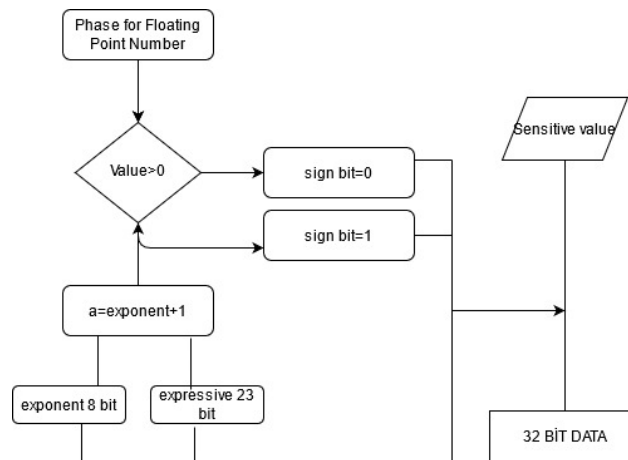 Phase for Floating
Point Number
Sensitive value
Value>0
sign bit=0
sign bit=1
a=exponent+1
exponent 8 bit
expressive 23
bit
32 BİT DATA